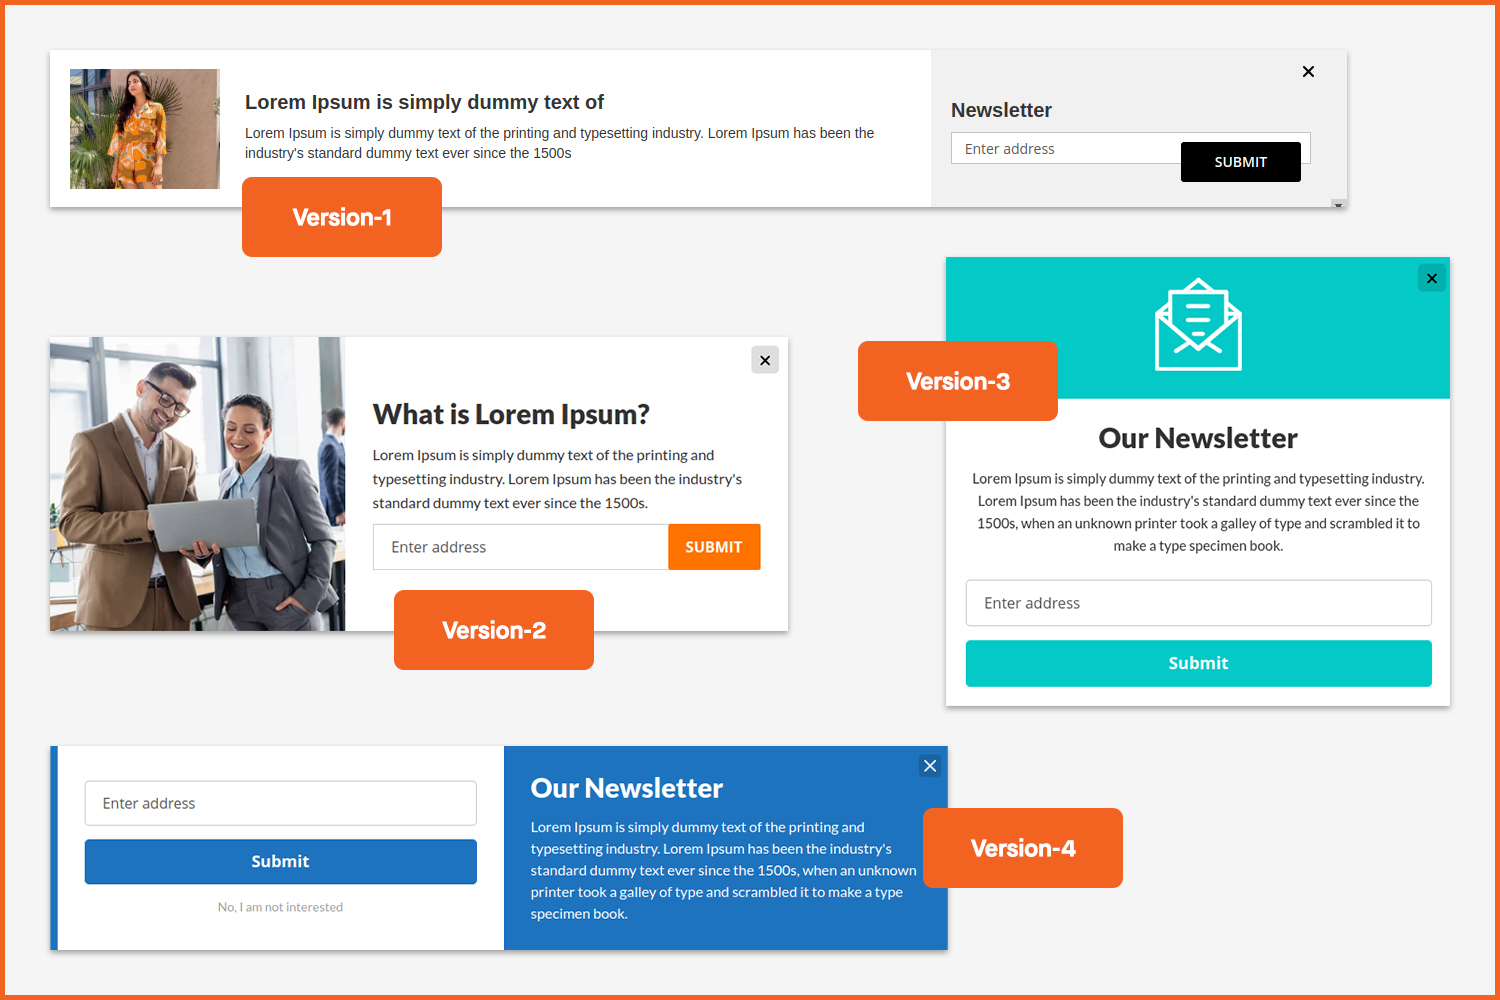 Lorem Ipsum is simply dummy text of
Lorem Ipsum is simply dummy text of the printing and typesetting industry. Lorem Ipsum has been the
industry's standard dummy text ever since the 1500s
Newsletter
Enter address
SUBMIT
Version-1
What is Lorem Ipsum?
Lorem Ipsum is simply dummy text of the printing and
typesetting industry. Lorem Ipsum has been the industry's
standard dummy text ever since the 1500s.
Enter address
SUBMIT
Version-2
Version-3
Our Newsletter
Lorem Ipsum is simply dummy text of the printing and typesetting industry.
Lorem Ipsum has been the industry's standard dummy text ever since the
1500s, when an unknown printer took a galley of type and scrambled it to
make a type specimen book.
Enter address
Submit
Enter address
Submit
No, I am not interested
Our Newsletter
Lorem Ipsum is simply dummy text of the printing and
typesetting industry. Lorem Ipsum has been the industry's
standard dummy text ever since the 1500s, when an unknown
printer took a galley of type and scrambled it to make a type
specimen book.
Version-4